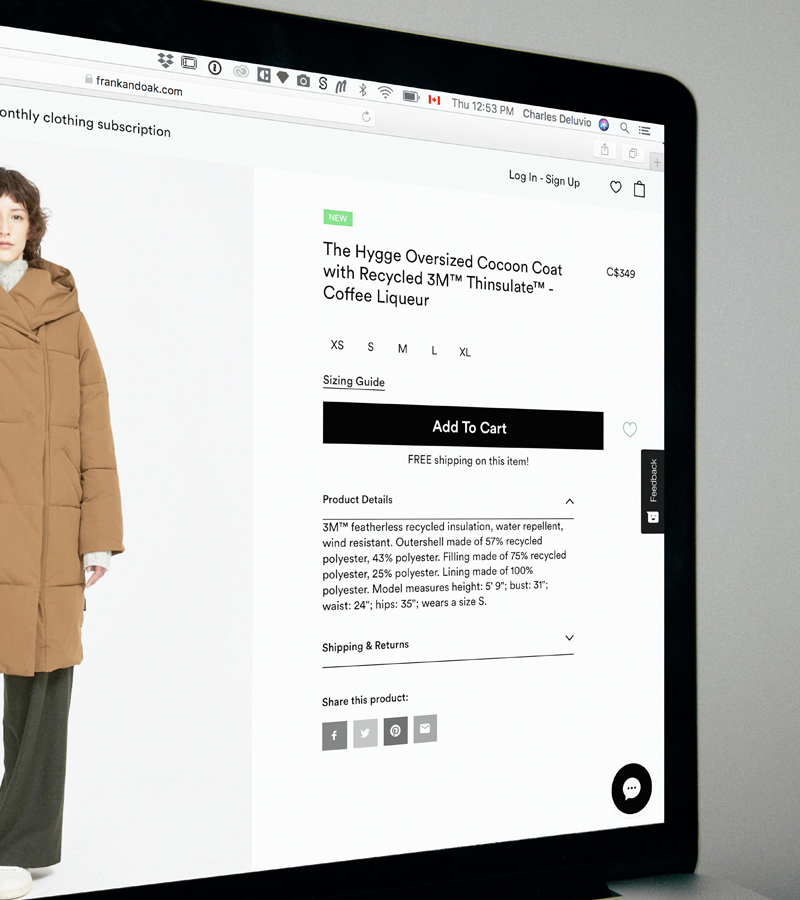 Thu 12:53 PM Charles Deluvio
frankandoak.com
onthly clothing subscription
Log In - Sign Up
NEW
The Hygge Oversized Cocoon Coat
with Recycled 3M™ Thinsulate™ -
Coffee Liqueur
C$349
XS S M L XL
Sizing Guide
Add To Cart
FREE shipping on this item!
Feedback
Product Details
3M™ featherless recycled insulation, water repellent,
wind resistant. Outershell made of 57% recycled
polyester, 43% polyester. Filling made of 75% recycled
polyester, 25% polyester. Lining made of 100%
polyester. Model measures height: 5' 9"; bust: 31";
waist: 24"; hips: 35"; wears a size S.
Shipping & Returns
Share this product: